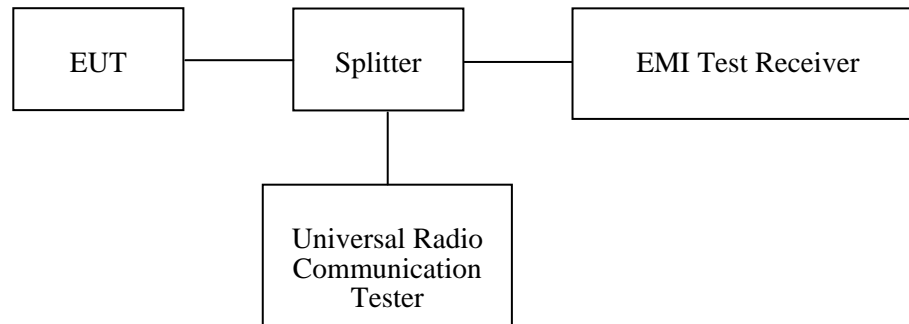 EUT
Splitter
EMI Test Receiver
Universal Radio
Communication
Tester